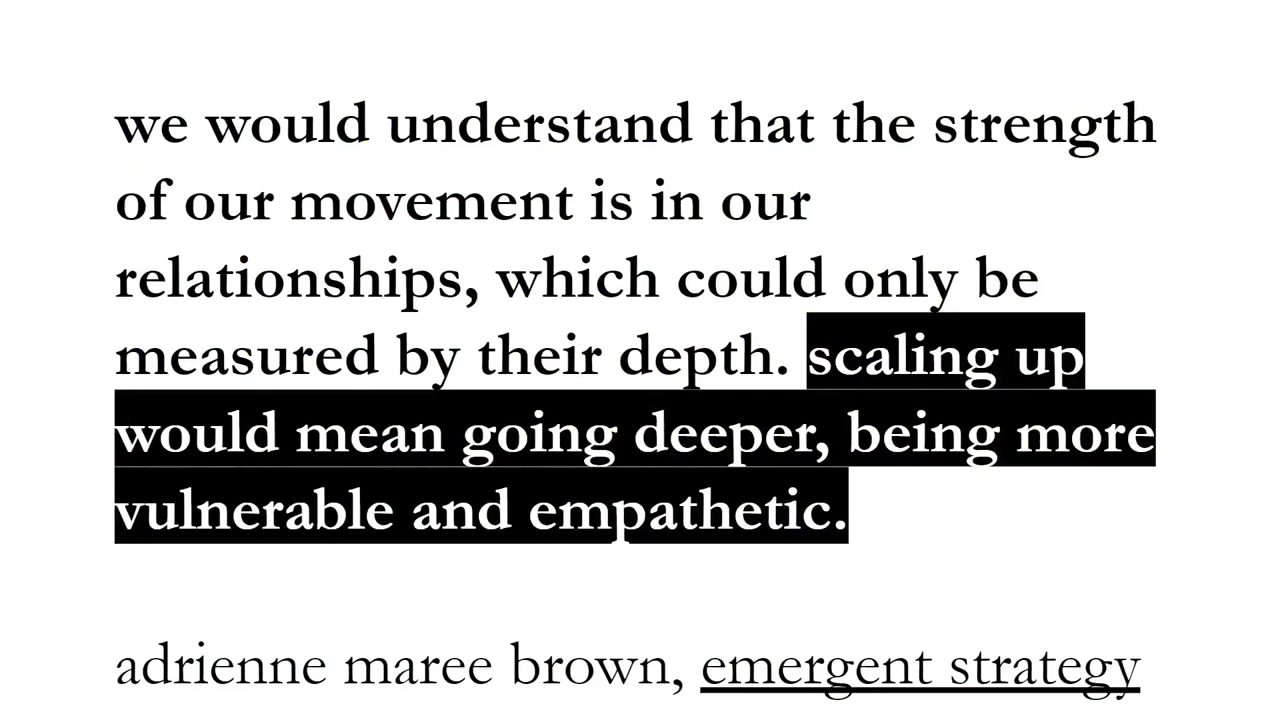 we would understand that the strength
of our movement is in our
relationships, which could only be
measured by their depth. scaling up
would mean going deeper, being more
vulnerable and empathetic.
adrienne maree brown, emergent strategy